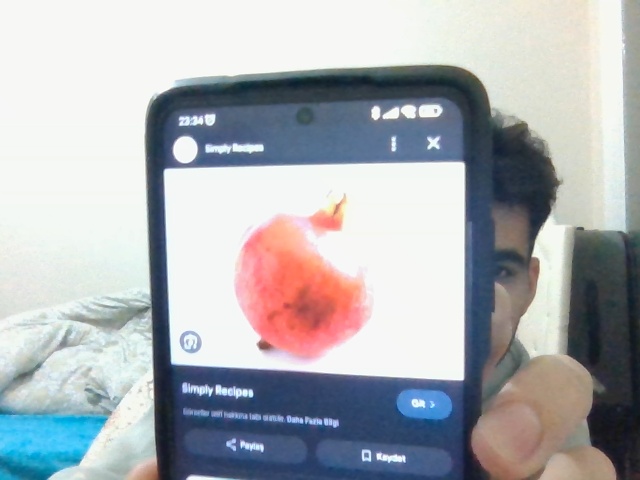 23:34
Simply Recipes
Simply Recipes
Git >
Görseller telif hakkına tabi olabilir. Daha Fazla Bilgi
Paylaş
Kaydet